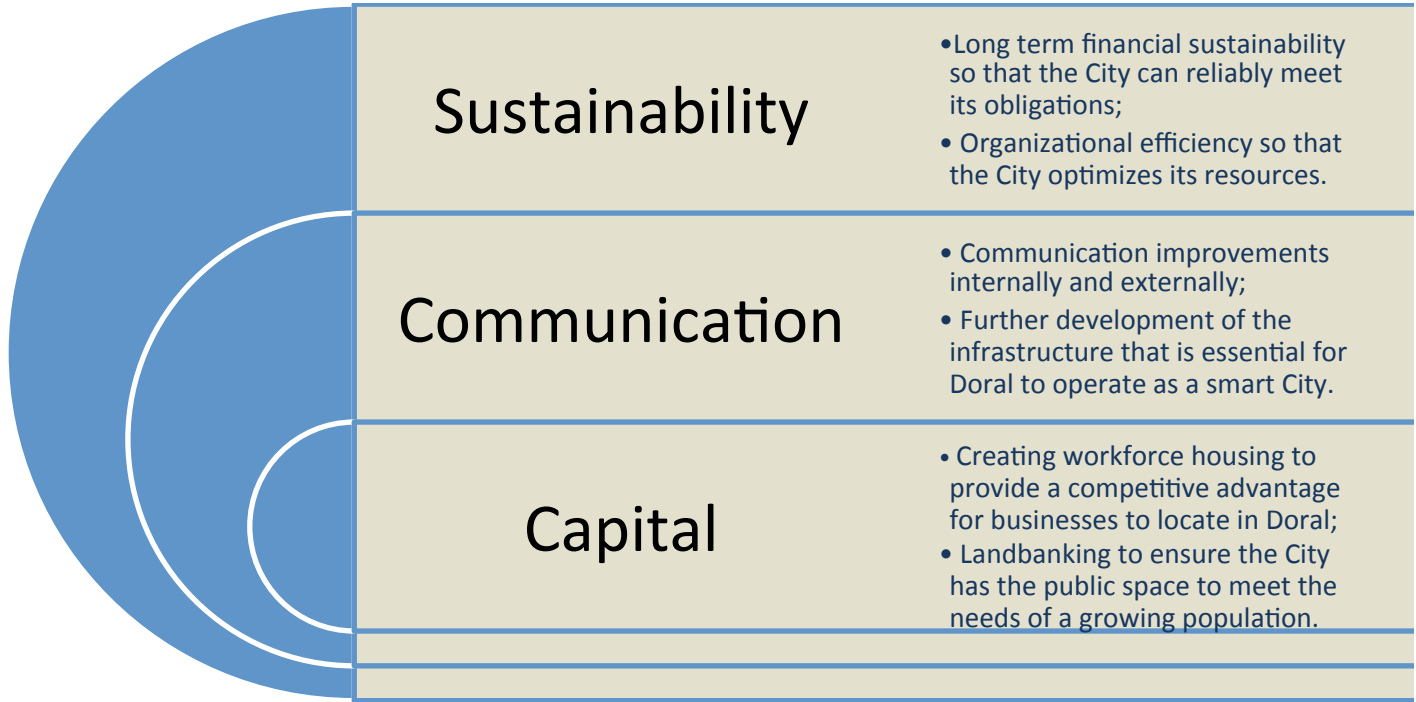 Sustainability
•Long term financial sustainability
so that the City can reliably meet
its obligations;
• Organizational efficiency so that
the City optimizes its resources.
Communication
• Communication improvements
internally and externally;
• Further development of the
infrastructure that is essential for
Doral to operate as a smart City.
Capital
• Creating workforce housing to
provide a competitive advantage
for businesses to locate in Doral;
• Landbanking to ensure the City
has the public space to meet the
needs of a growing population.